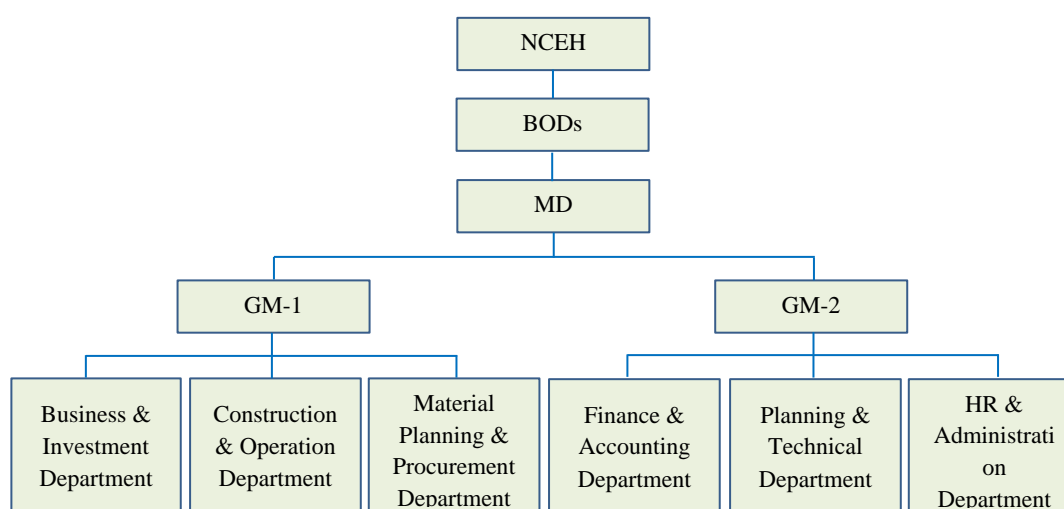 NCEH
BODs
MD
GM-1
GM-2
Business &
Investment
Department
Construction
& Operation
Department
Material
Planning &
Procurement
Department
Finance &
Accounting
Department
Planning &
Technical
Department
HR &
Administrati
on
Department